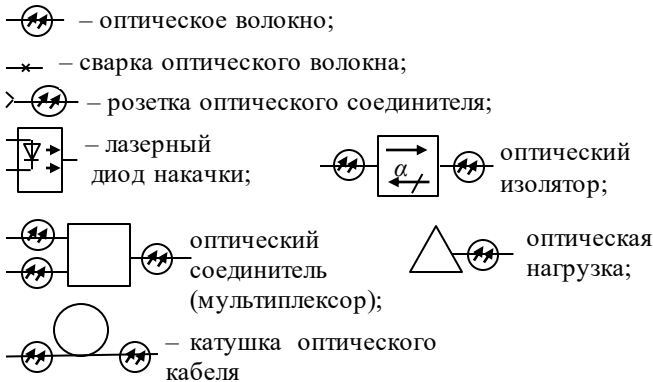 – оптическое волокно;
– сварка оптического волокна;
– розетка оптического соединителя;
– лазерный
диод накачки;
α
оптический
изолятор;
оптический
соединитель
(мультиплексор);
оптическая
нагрузка;
– катушка оптического
кабеля